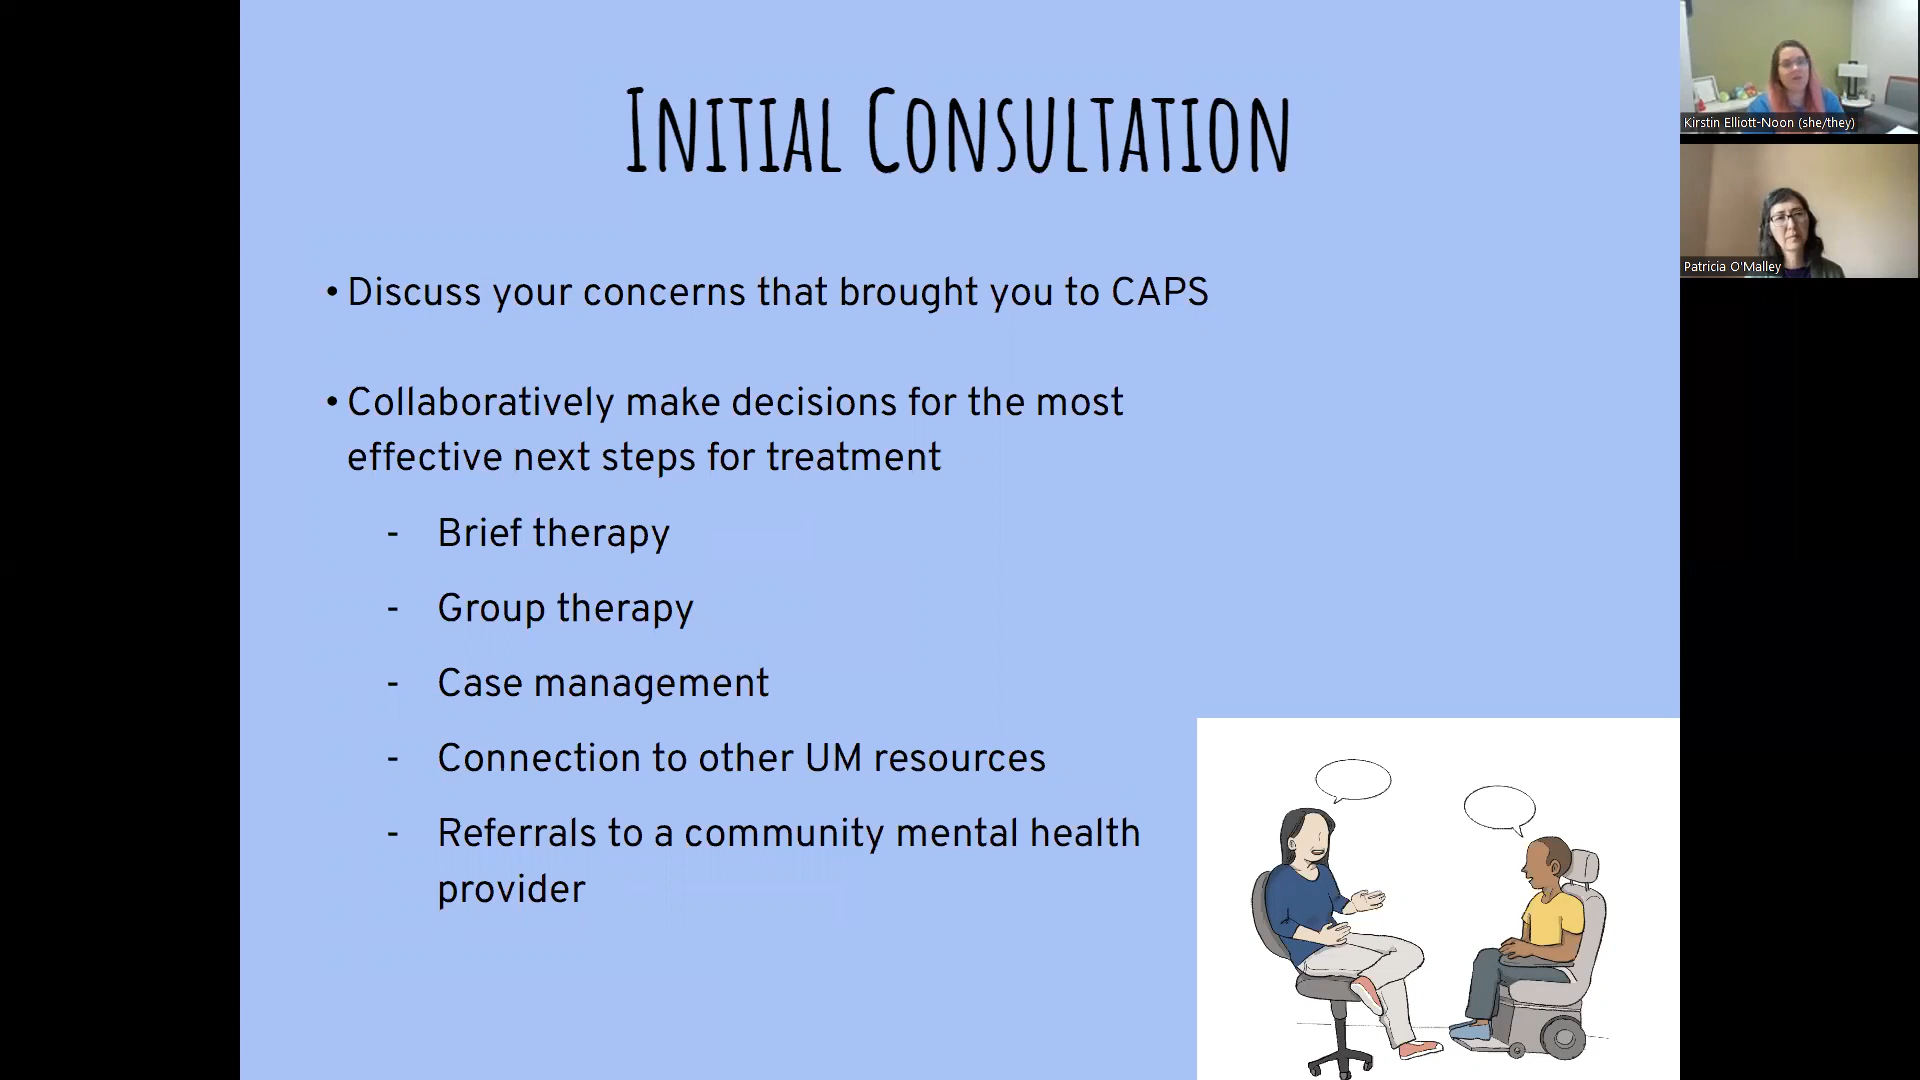 Initial Consultation
• Discuss your concerns that brought you to CAPS
• Collaboratively make decisions for the most
effective next steps for treatment
- Brief therapy
- Group therapy
- Case management
- Connection to other UM resources
- Referrals to a community mental health
provider
Kirstin Elliott-Noon (she/they)
Patricia O'Malley